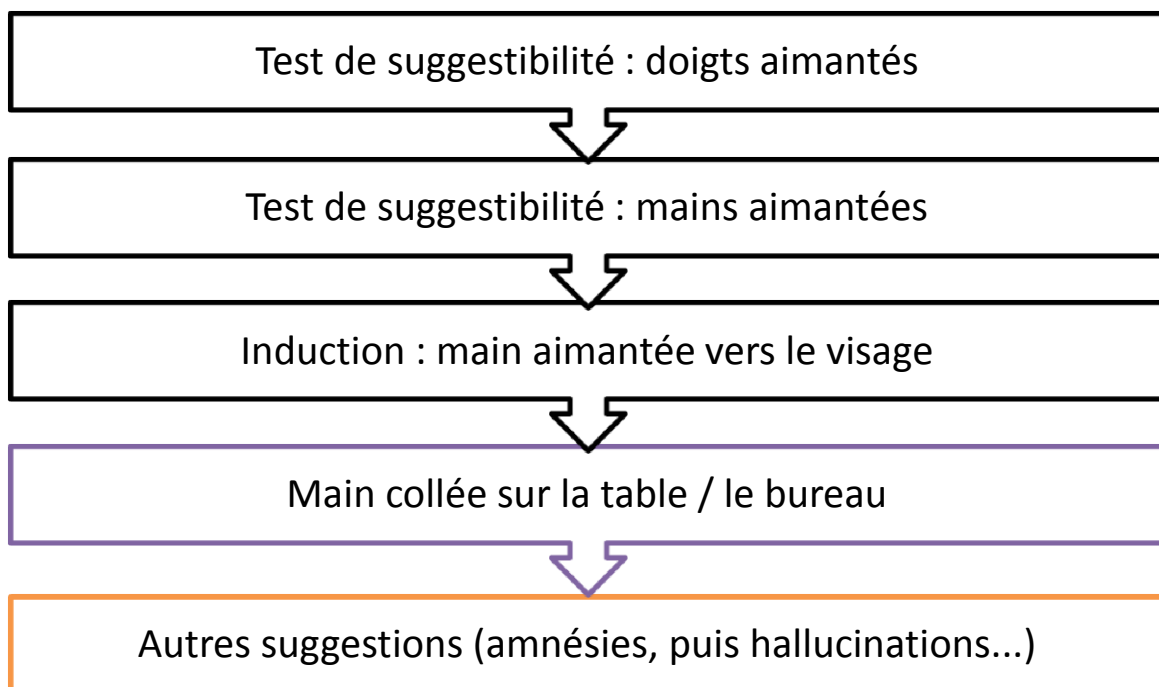 Test de suggestibilité : doigts aimantés
Test de suggestibilité : mains aimantées
Induction : main aimantée vers le visage
Main collée sur la table / le bureau
Autres suggestions (amnésies, puis hallucinations...)